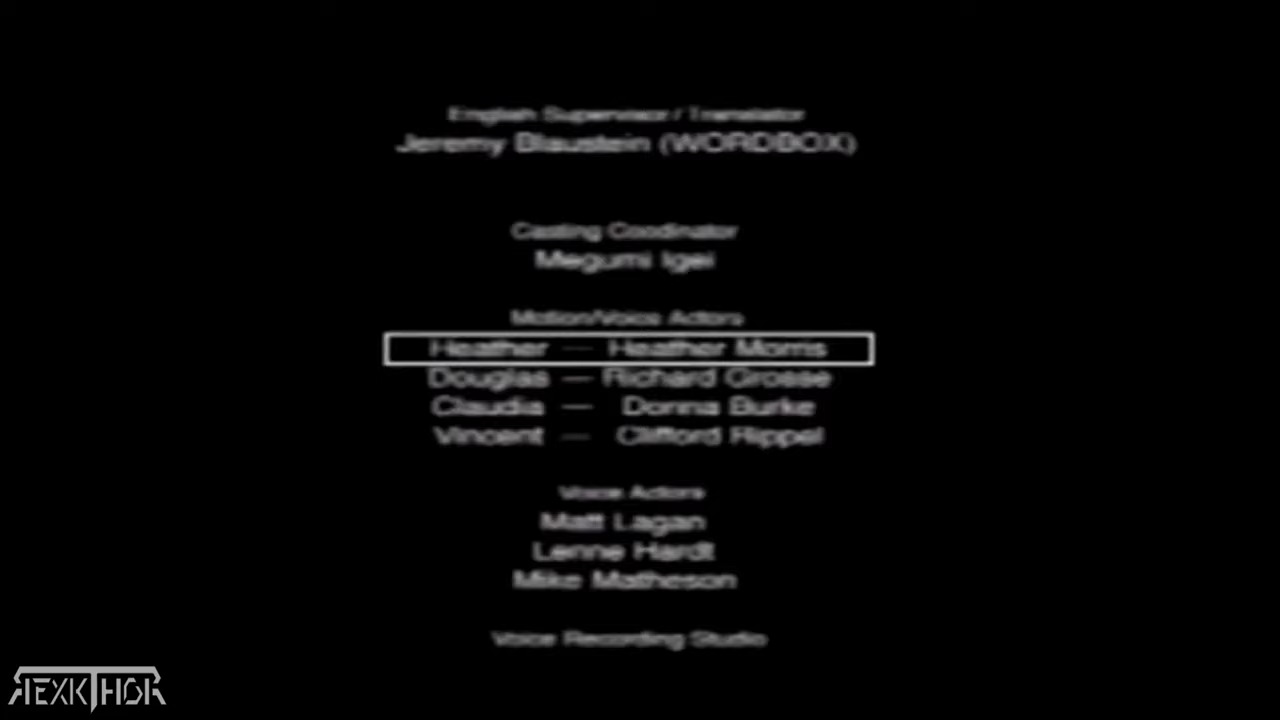 English Supervisor / Translator
Jeremy Blaustein (WORDBOX)
Casting Coodinator
Megumi Igei
Motion/Voice Actors
Heather — Heather Morris
Douglas — Richard Grosse
Claudia — Donna Burke
Vincent — Clifford Rippel
Voice Actors
Matt Lagan
Lenne Hardt
Mike Matheson
Voice Recording Studio